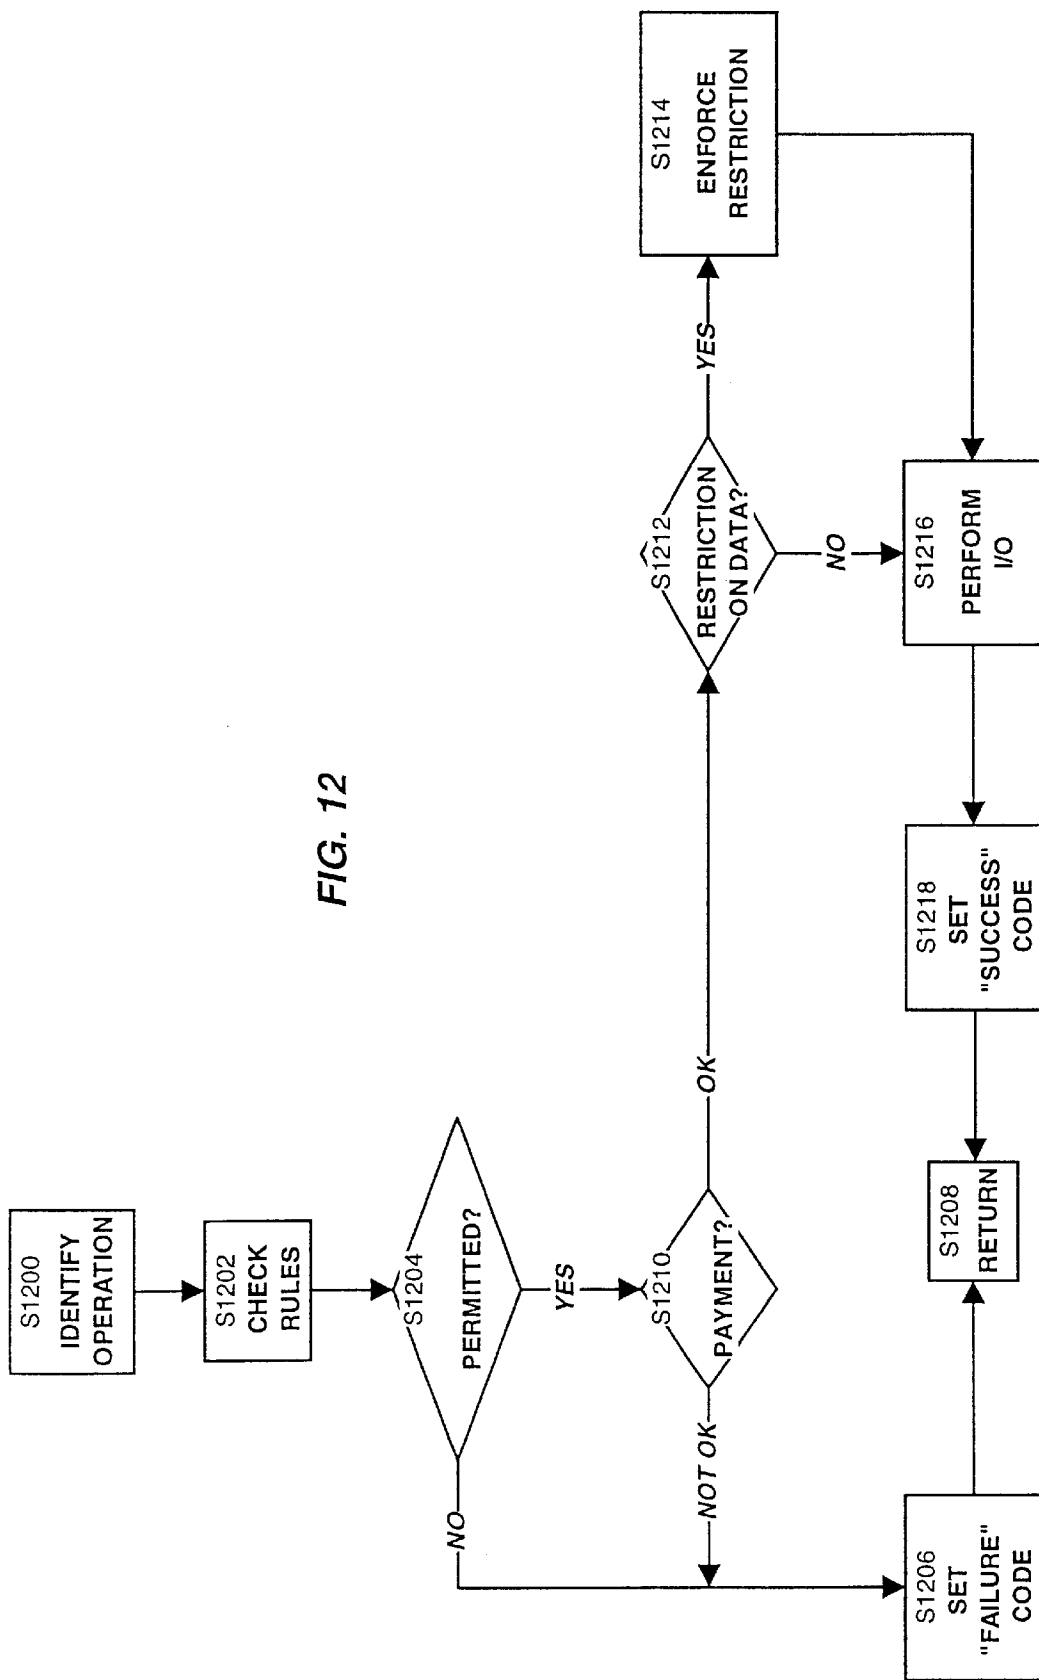 S1200
IDENTIFY
OPERATION
S1202
CHECK
RULES
S1204
PERMITTED?
NO
YES
S1210
PAYMENT?
NOT OK
OK
S1212
RESTRICTION
ON DATA?
YES
NO
S1214
ENFORCE
RESTRICTION
S1206
SET
"FAILURE"
CODE
S1208
RETURN
S1218
SET
"SUCCESS"
CODE
S1216
PERFORM
I/O
FIG. 12